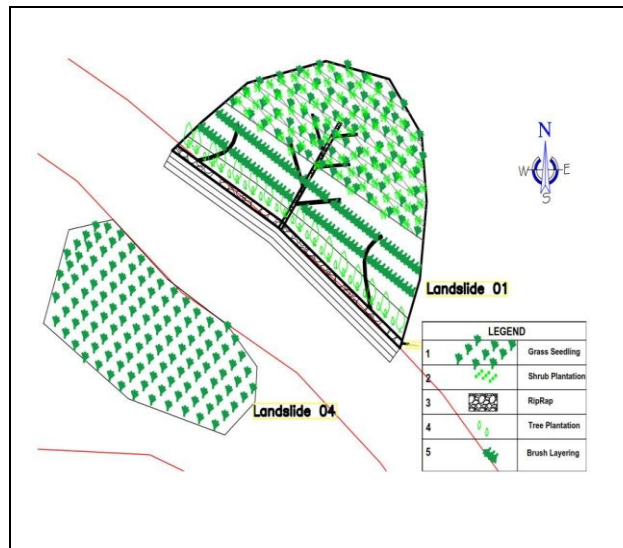 N
W E
S
Landslide 01
LEGEND
1 Grass Seedling
2 Shrub Plantation
3 RipRap
4 Tree Plantation
5 Brush Layering
Landslide 04